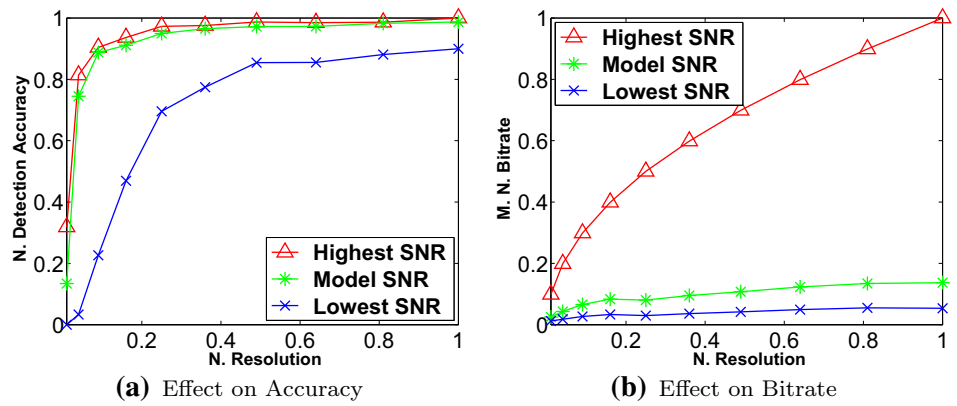 N. Detection Accuracy
1
0.8
0.6
0.4
0.2
0
0.2 0.4 0.6 0.8 1
N. Resolution
Highest SNR
Model SNR
Lowest SNR
(a) Effect on Accuracy
M. N. Bitrate
1
0.8
0.6
0.4
0.2
0
0.2 0.4 0.6 0.8 1
N. Resolution
Highest SNR
Model SNR
Lowest SNR
(b) Effect on Bitrate